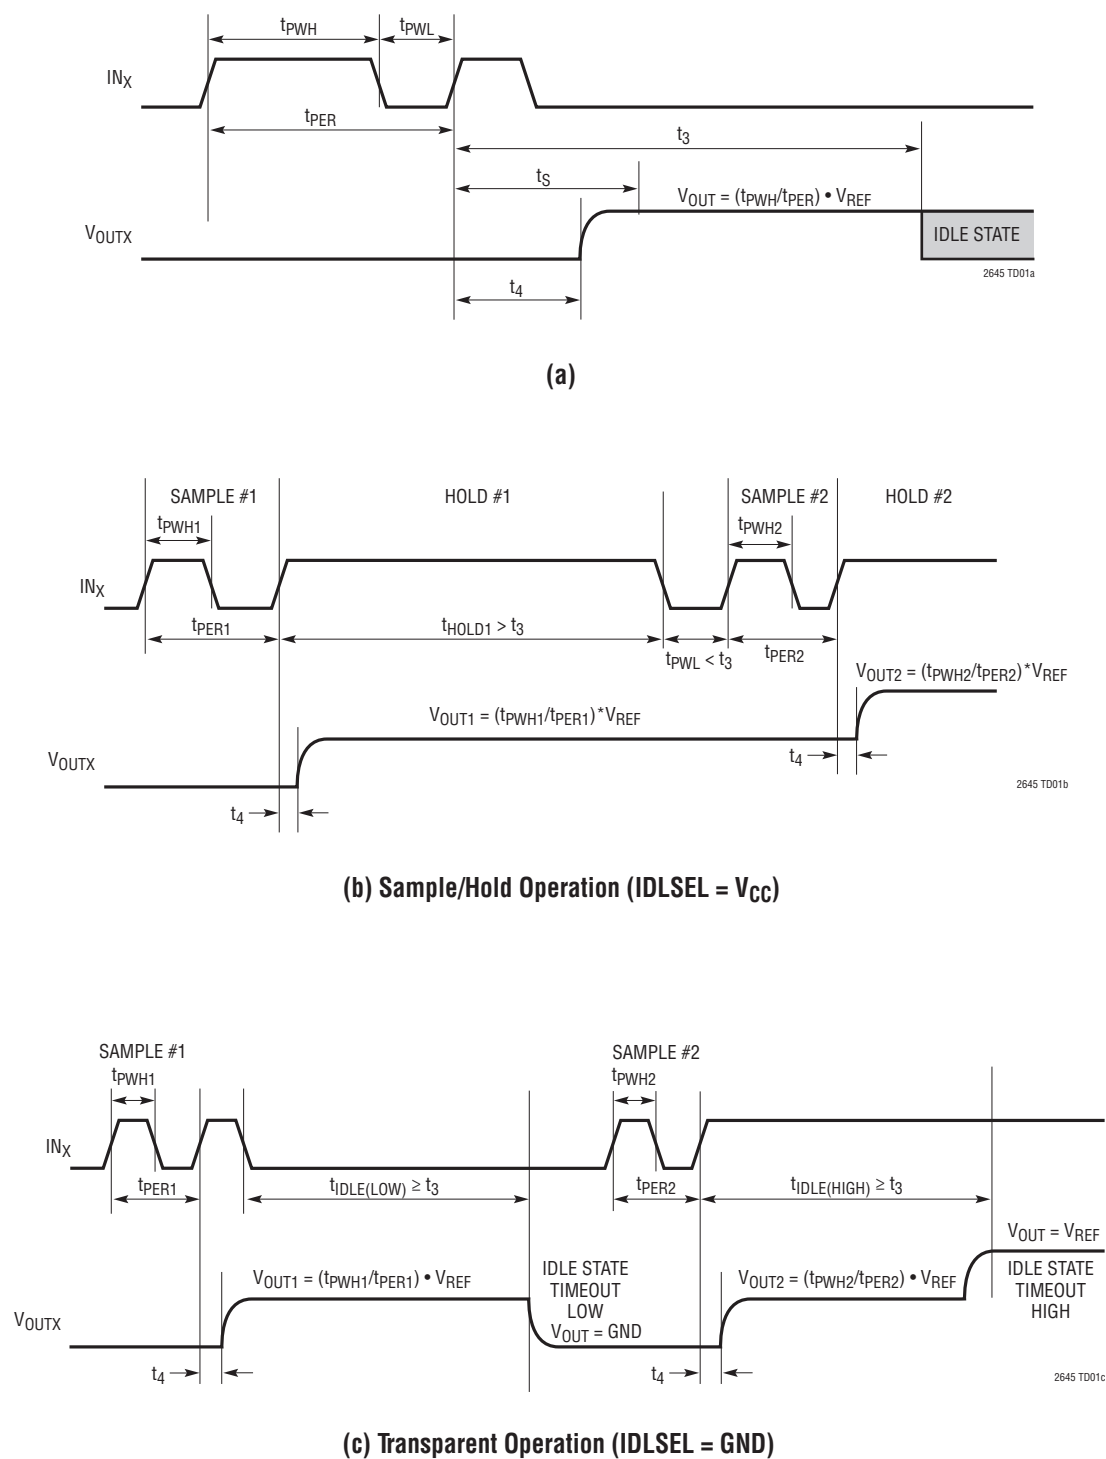 tPWH tPWL
INX
tPER
t3
tS
VOUT = (tPWH/tPER) • VREF
VOUTX
IDLE STATE
2645 TD01a
t4
(a)
SAMPLE #1 HOLD #1 SAMPLE #2 HOLD #2
tPWH1 tPWH2
INX
tPER1 tHOLD1 > t3 tPWL < t3 tPER2
VOUT2 = (tPWH2/tPER2)*VREF
VOUT1 = (tPWH1/tPER1)*VREF
VOUTX
t4
2645 TD01b
t4
(b) Sample/Hold Operation (IDLSEL = VCC)
SAMPLE #1 SAMPLE #2
tPWH1 tPWH2
INX
tPER1 tIDLE(LOW) ≥ t3 tPER2 tIDLE(HIGH) ≥ t3
VOUT = VREF
VOUT1 = (tPWH1/tPER1) • VREF
IDLE STATE
TIMEOUT
LOW
VOUT = GND
VOUT2 = (tPWH2/tPER2) • VREF
IDLE STATE
TIMEOUT
HIGH
VOUTX
t4 t4
2645 TD01c
(c) Transparent Operation (IDLSEL = GND)